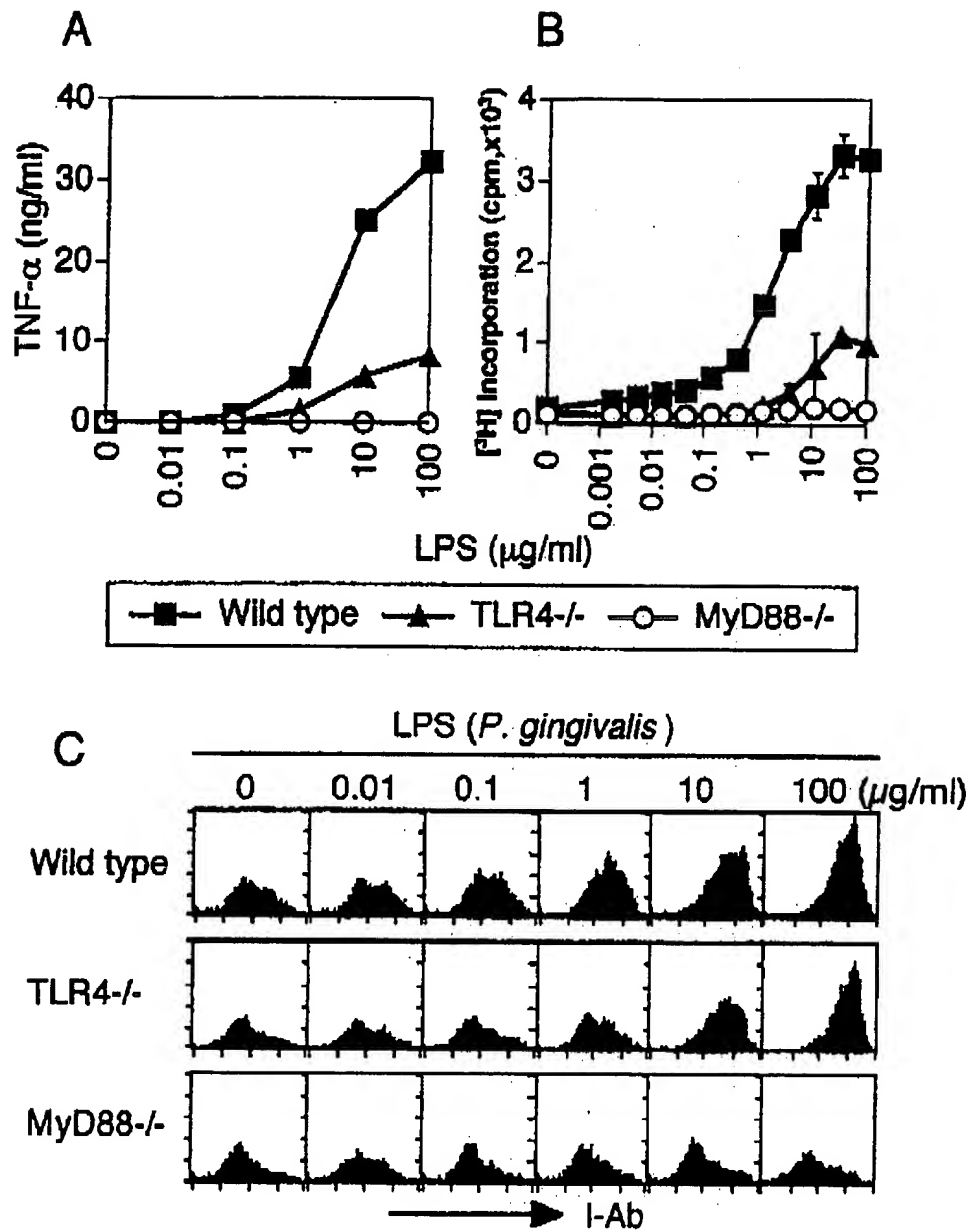 A
B
40
30
20
10
0
TNF-α (ng/ml)
0
0.01
0.1
1
10
100
4
3
2
1
0
[³H] Incorporation (cpm,x10³)
0
0.001
0.01
0.1
1
10
100
LPS (μg/ml)
Wild type TLR4-/- MyD88-/-
C
LPS (P. gingivalis)
0 0.01 0.1 1 10 100 (μg/ml)
Wild type
TLR4-/-
MyD88-/-
I-Ab